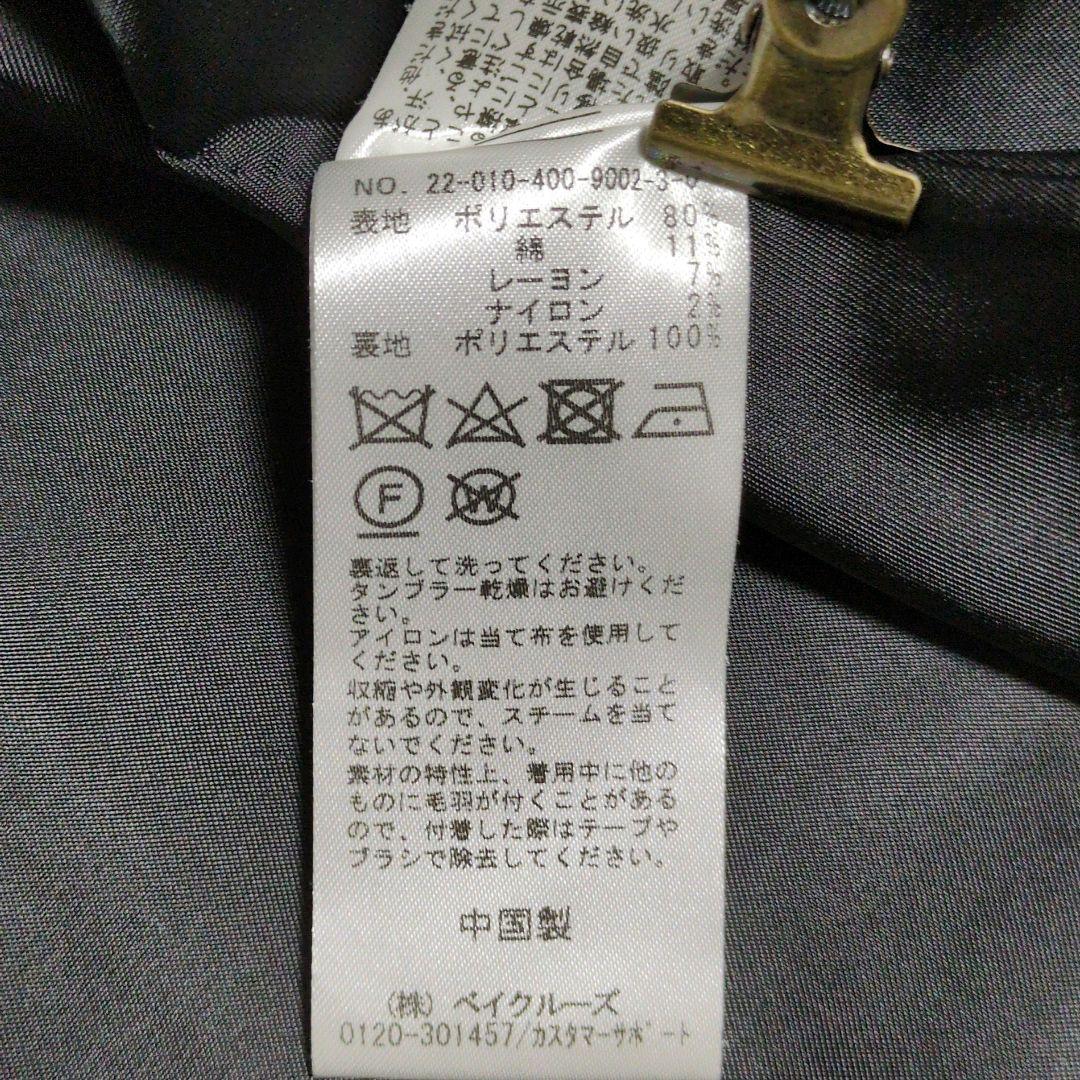 NO. 22-010-400-9002-3
表地 ポリエステル 80%
綿 11%
レーヨン 7%
ナイロン 2%
裏地 ポリエステル 100%
F W
裏返して洗ってください。
タンブラー乾燥はお避けくだ
さい。
アイロンは当て布を使用して
ください。
収縮や外観変化が生じること
があるので、スチームを当て
ないでください。
素材の特性上、着用中に他の
ものに毛羽が付くことがある
ので、付着した際はテープや
ブラシで除去してください。
中国製
(株) ベイクルーズ
0120-301457/カスタマーサポート